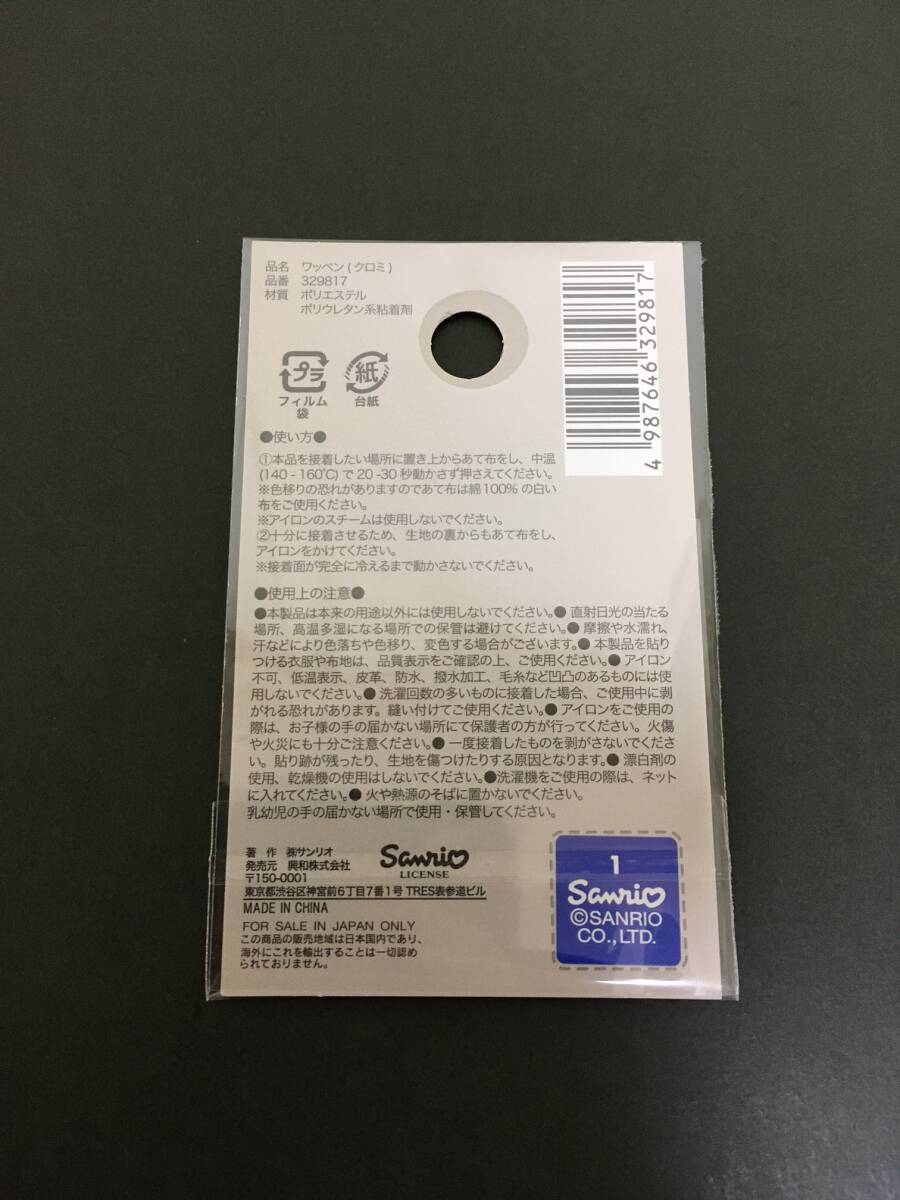 品名 ワッペン(クロミ)
品番 329817
材質 ポリエステル
ポリウレタン系粘着剤
4 987646 329817
プラ
フィルム
袋
紙
台紙
●使い方●
①本品を接着したい場所に置き上からあて布をし、中温
(140-160℃)で20-30秒動かさず押さえてください。
※色移りの恐れがありますのであて布は綿100%の白い
布をご使用ください。
※アイロンのスチームは使用しないでください。
②十分に接着させるため、生地の裏からもあて布をし、
アイロンをかけてください。
※接着面が完全に冷えるまで動かさないでください。
●使用上の注意●
●本製品は本来の用途以外には使用しないでください。● 直射日光の当たる
場所、高温多湿になる場所での保管は避けてください。● 摩擦や水濡れ、
汗などにより色落ちや色移り、変色する場合がございます。● 本製品を貼り
つける衣服や布地は、品質表示をご確認の上、ご使用ください。● アイロン
不可、低温表示、皮革、防水、撥水加工、毛糸など凹凸のあるものには使
用しないでください。● 洗濯回数の多いものに接着した場合、ご使用中に剥
がれる恐れがあります。縫い付けてご使用ください。● アイロンをご使用の
際は、お子様の手の届かない場所にて保護者の方が行ってください。火傷
や火災にも十分ご注意ください。● 一度接着したものを剥がさないでくださ
い。貼り跡が残ったり、生地を傷つけたりする原因となります。● 漂白剤の
使用、乾燥機の使用はしないでください。●洗濯機をご使用の際は、ネット
に入れてください。● 火や熱源のそばに置かないでください。
乳幼児の手の届かない場所で使用・保管してください。
著 作 ㈱サンリオ
発売元 興和株式会社
〒150-0001
東京都渋谷区神宮前6丁目7番1号 TRES表参道ビル
MADE IN CHINA
FOR SALE IN JAPAN ONLY
この商品の販売地域は日本国内であり、
海外にこれを輸出することは一切認め
られておりません。
Sanrio
LICENSE
1
Sanrio
©SANRIO
CO.,LTD.